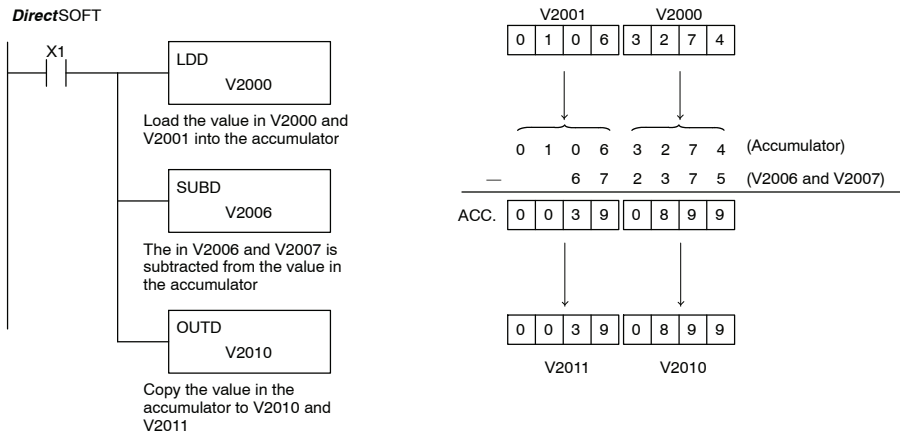 DirectSOFT
X1
LDD
V2000
Load the value in V2000 and
V2001 into the accumulator
SUBD
V2006
The in V2006 and V2007 is
subtracted from the value in
the accumulator
OUTD
V2010
Copy the value in the
accumulator to V2010 and
V2011
V2001 V2000
0 1 0 6 3 2 7 4
0 1 0 6 3 2 7 4 (Accumulator)
— 6 7 2 3 7 5 (V2006 and V2007)
ACC. 0 0 3 9 0 8 9 9
0 0 3 9 0 8 9 9
V2011 V2010